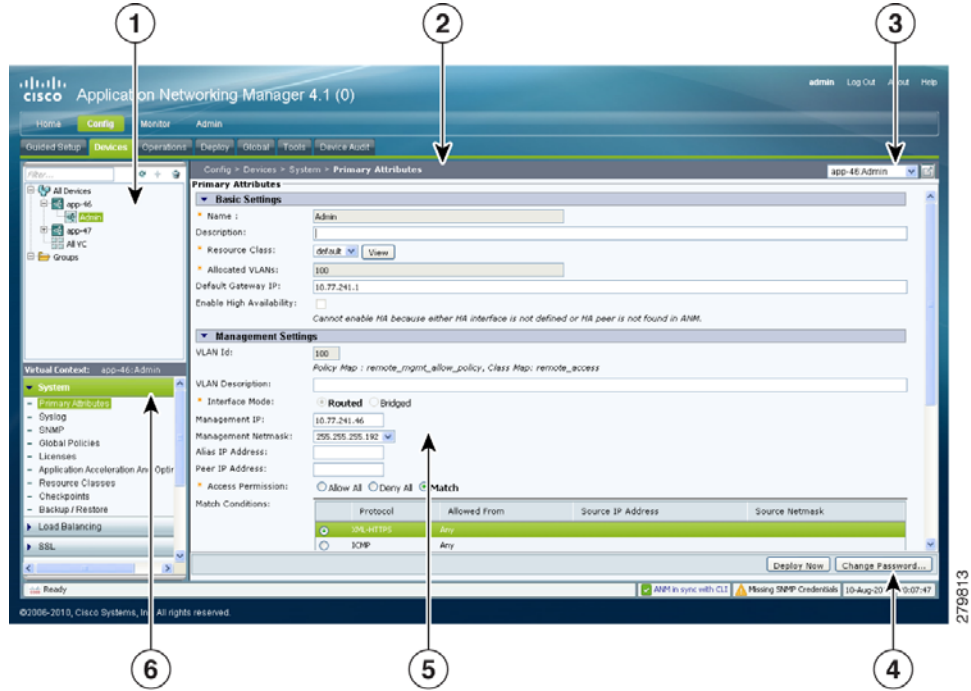 1
2
3
cisco Application Networking Manager 4.1 (0)
admin Log Out About Help
Home Config Monitor Admin
Guided Setup Devices Operations Deploy Global Tools Device Audit
Filter...
All Devices
app-46
Admin
app-47
All VC
Groups
Virtual Context: app-46:Admin
System
Primary Attributes
Syslog
SNMP
Global Policies
Licenses
Application Acceleration And Optir
Resource Classes
Checkpoints
Backup / Restore
Load Balancing
SSL
Config > Devices > System > Primary Attributes
app-46:Admin
Primary Attributes
Basic Settings
* Name : Admin
Description:
* Resource Class: default View
* Allocated VLANs: 100
Default Gateway IP: 10.77.241.1
Enable High Availability:
Cannot enable HA because either HA interface is not defined or HA peer is not found in ANM.
Management Settings
VLAN Id: 100
Policy Map : remote_mgmt_allow_policy, Class Map: remote_access
VLAN Description:
* Interface Mode: Routed Bridged
Management IP: 10.77.241.46
Management Netmask: 255.255.255.192
Alias IP Address:
Peer IP Address:
* Access Permission: Allow All Deny All Match
Match Conditions:
Protocol Allowed From Source IP Address Source Netmask
XML-HTTPS Any
ICMP Any
Deploy Now Change Password...
Ready
ANM in sync with CLI Missing SNMP Credentials
©2006-2010, Cisco Systems, Inc. All rights reserved.
279813
6
5
4